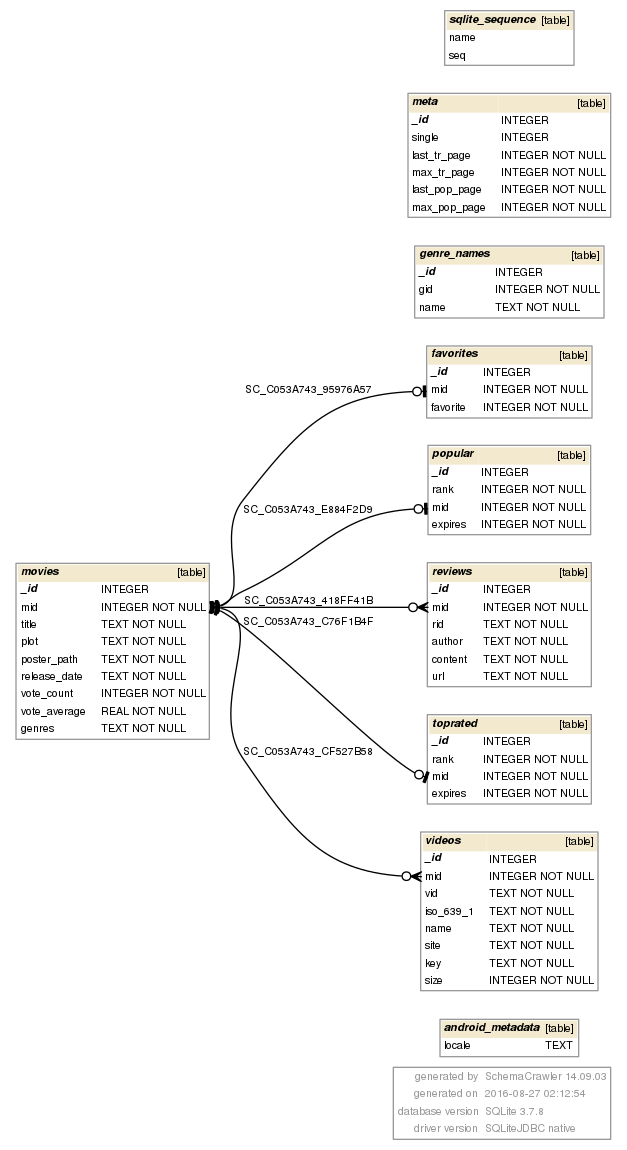 sqlite_sequence [table]
name
seq
meta [table]
_id INTEGER
single INTEGER
last_tr_page INTEGER NOT NULL
max_tr_page INTEGER NOT NULL
last_pop_page INTEGER NOT NULL
max_pop_page INTEGER NOT NULL
genre_names [table]
_id INTEGER
gid INTEGER NOT NULL
name TEXT NOT NULL
favorites [table]
_id INTEGER
mid INTEGER NOT NULL
favorite INTEGER NOT NULL
SC_C053A743_95976A57
popular [table]
_id INTEGER
rank INTEGER NOT NULL
mid INTEGER NOT NULL
expires INTEGER NOT NULL
SC_C053A743_E884F2D9
movies [table]
_id INTEGER
mid INTEGER NOT NULL
title TEXT NOT NULL
plot TEXT NOT NULL
poster_path TEXT NOT NULL
release_date TEXT NOT NULL
vote_count INTEGER NOT NULL
vote_average REAL NOT NULL
genres TEXT NOT NULL
SC_C053A743_418FF41B
SC_C053A743_C76F1B4F
reviews [table]
_id INTEGER
mid INTEGER NOT NULL
rid TEXT NOT NULL
author TEXT NOT NULL
content TEXT NOT NULL
url TEXT NOT NULL
toprated [table]
_id INTEGER
rank INTEGER NOT NULL
mid INTEGER NOT NULL
expires INTEGER NOT NULL
SC_C053A743_CF527B58
videos [table]
_id INTEGER
mid INTEGER NOT NULL
vid TEXT NOT NULL
iso_639_1 TEXT NOT NULL
name TEXT NOT NULL
site TEXT NOT NULL
key TEXT NOT NULL
size INTEGER NOT NULL
android_metadata [table]
locale TEXT
generated by SchemaCrawler 14.09.03
generated on 2016-08-27 02:12:54
database version SQLite 3.7.8
driver version SQLiteJDBC native